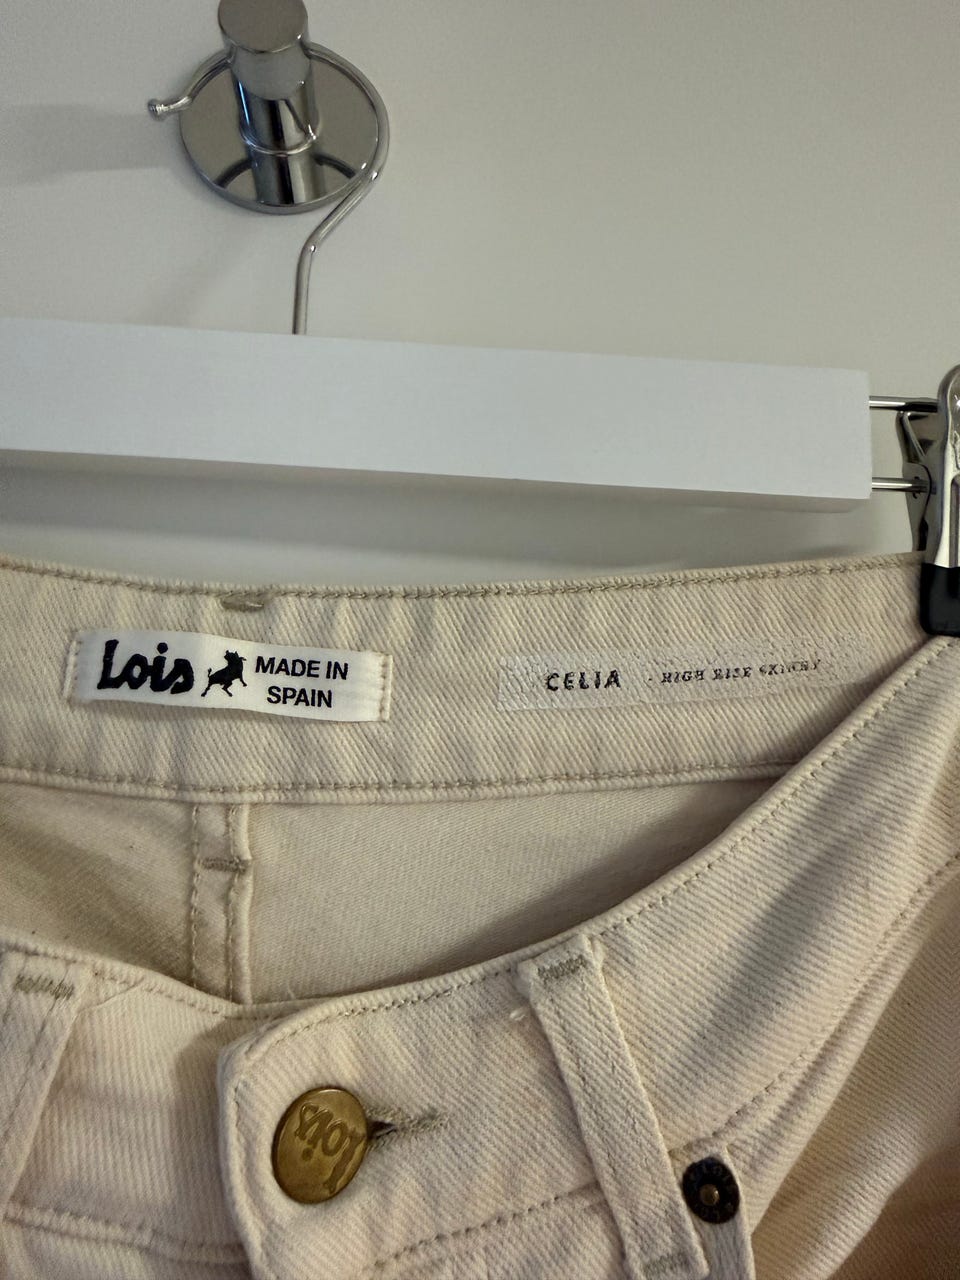 Lois MADE IN
SPAIN
CELIA - HIGH RISE SKINNY -
Lois